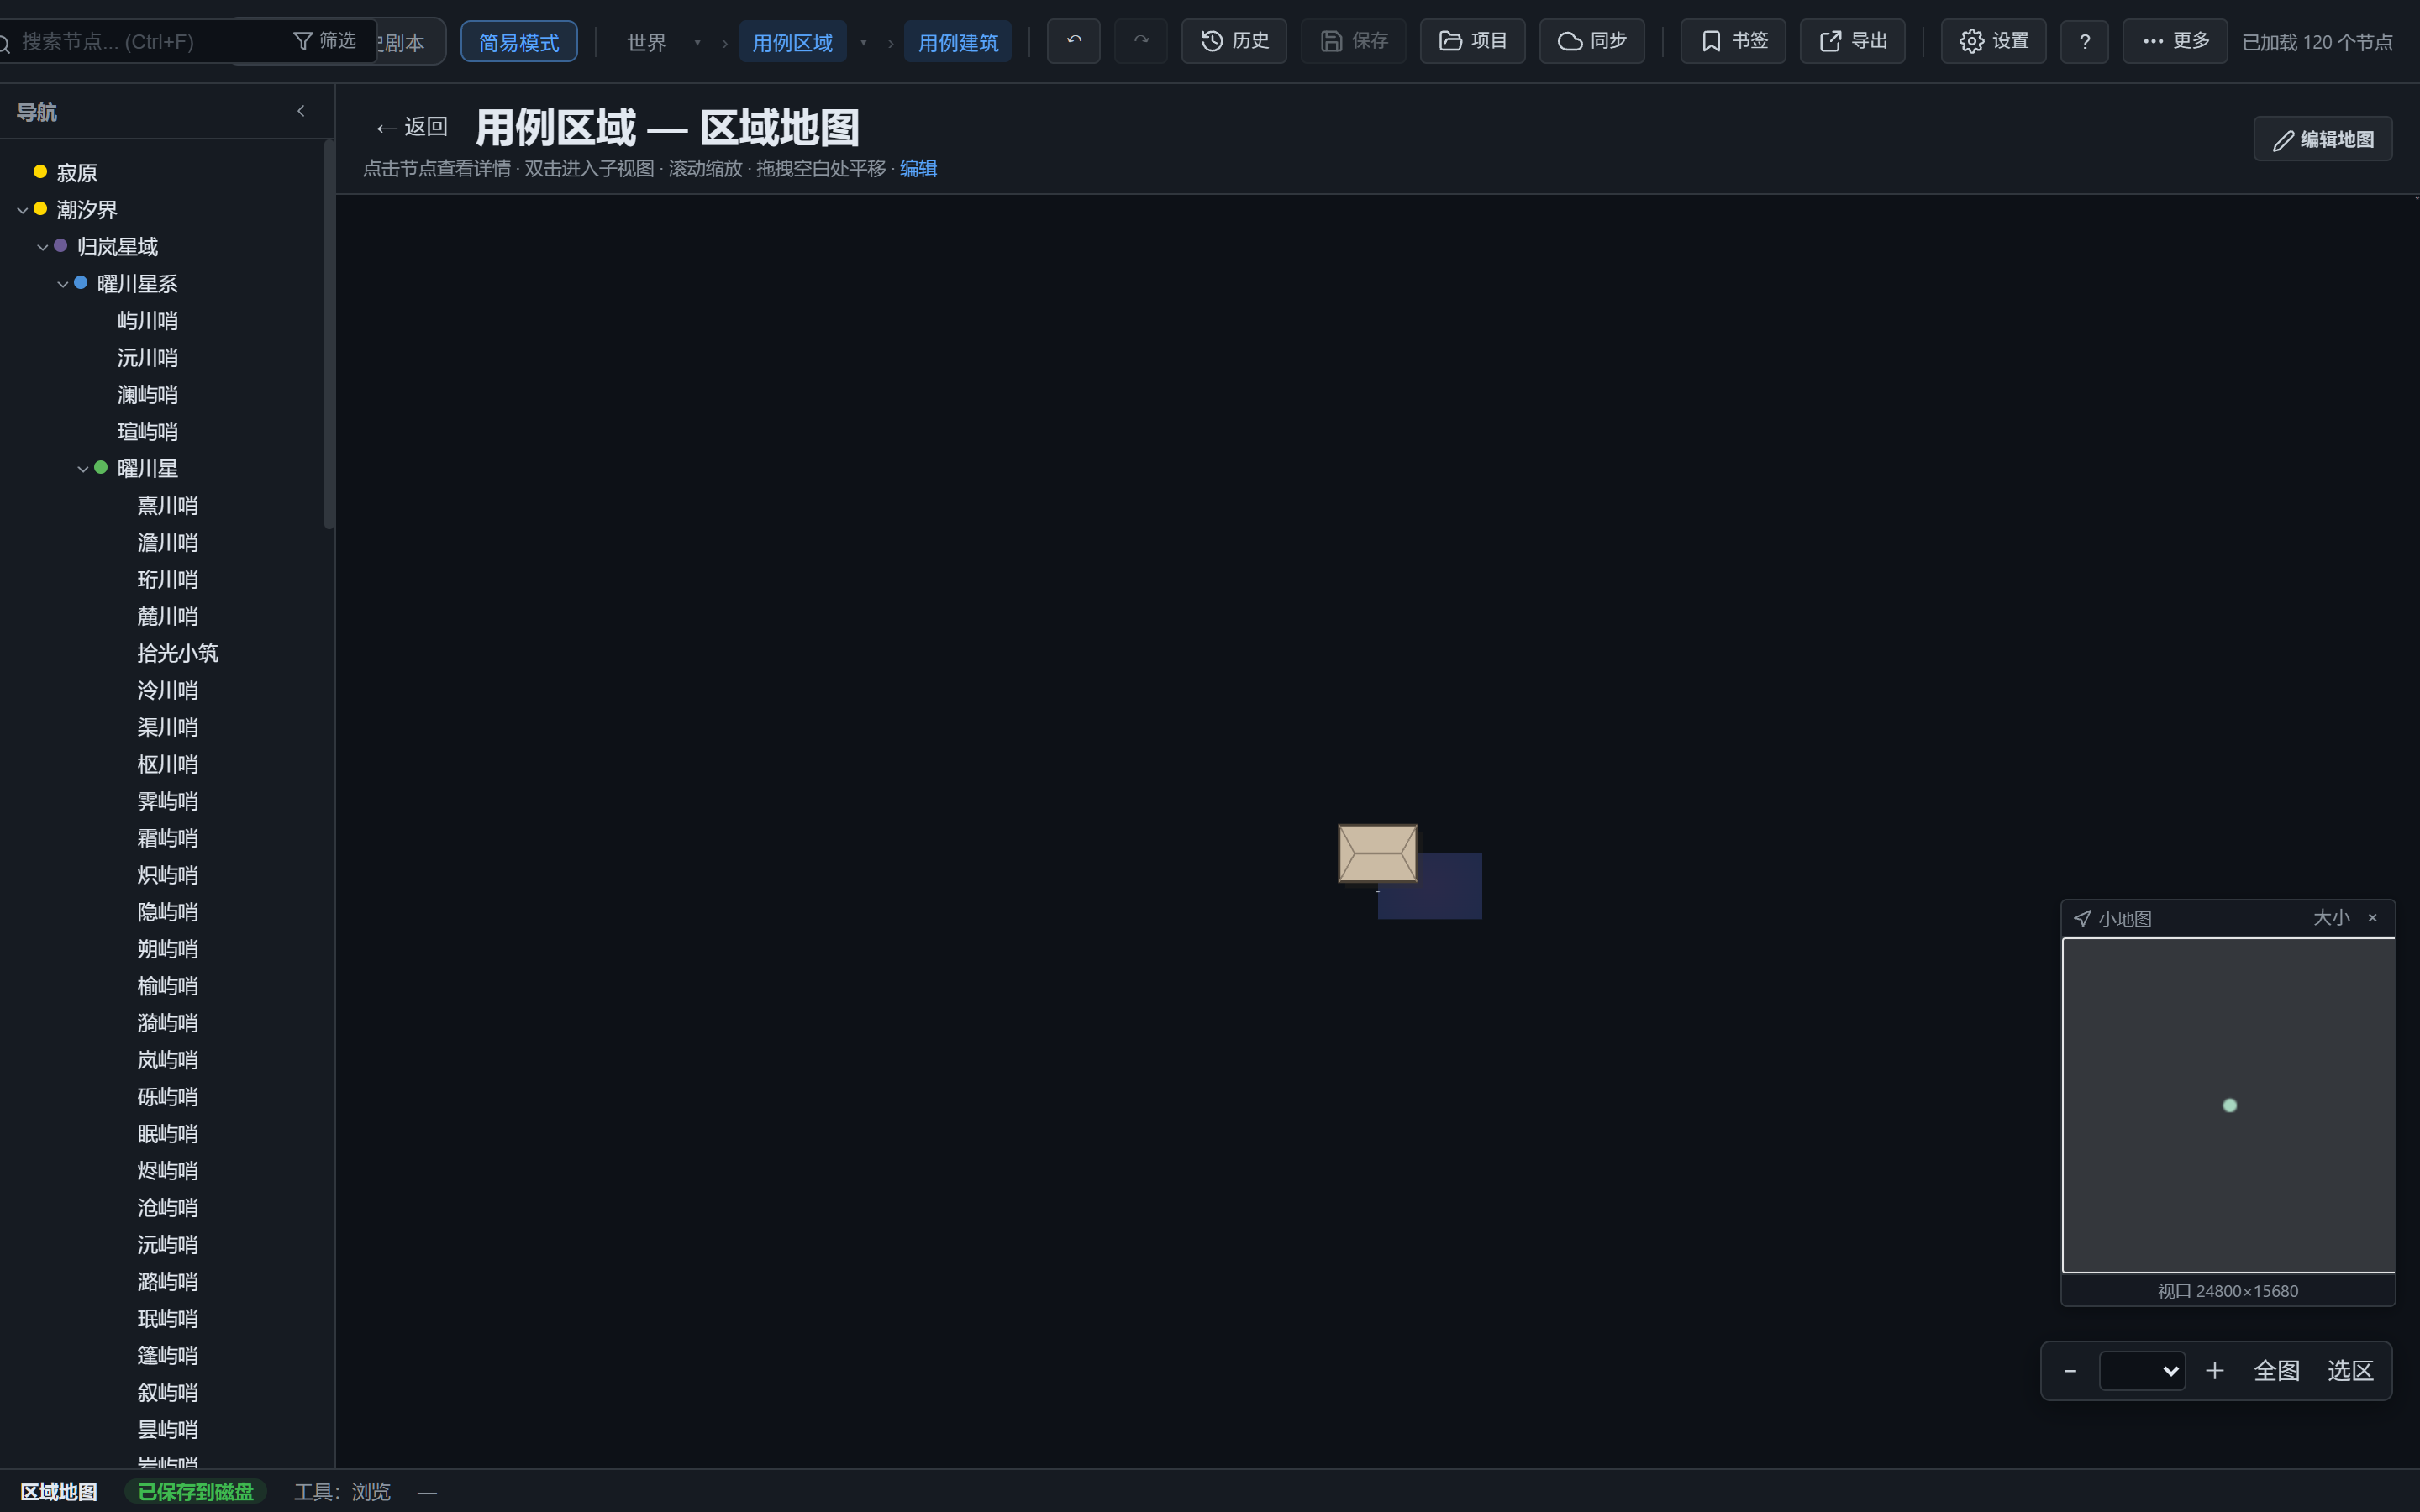 搜索节点... (Ctrl+F) 筛选 史剧本 简易模式 世界 › 用例区域 › 用例建筑 历史 保存 项目 同步 书签 导出 设置 ? 更多 已加载 120 个节点
导航
← 返回 用例区域 — 区域地图
点击节点查看详情 · 双击进入子视图 · 滚动缩放 · 拖拽空白处平移 · 编辑
编辑地图
寂原
潮汐界
归岚星域
曜川星系
屿川哨
沅川哨
澜屿哨
瑄屿哨
曜川星
熹川哨
澹川哨
珩川哨
麓川哨
拾光小筑
泠川哨
渠川哨
枢川哨
霁屿哨
霜屿哨
炽屿哨
隐屿哨
朔屿哨
榆屿哨
漪屿哨
岚屿哨
砾屿哨
眠屿哨
烬屿哨
沧屿哨
沅屿哨
潞屿哨
珉屿哨
篷屿哨
叙屿哨
昙屿哨
岩屿哨
小地图 大小 ×
视口 24800×15680
− + 全图 选区
区域地图 已保存到磁盘 工具：浏览 —